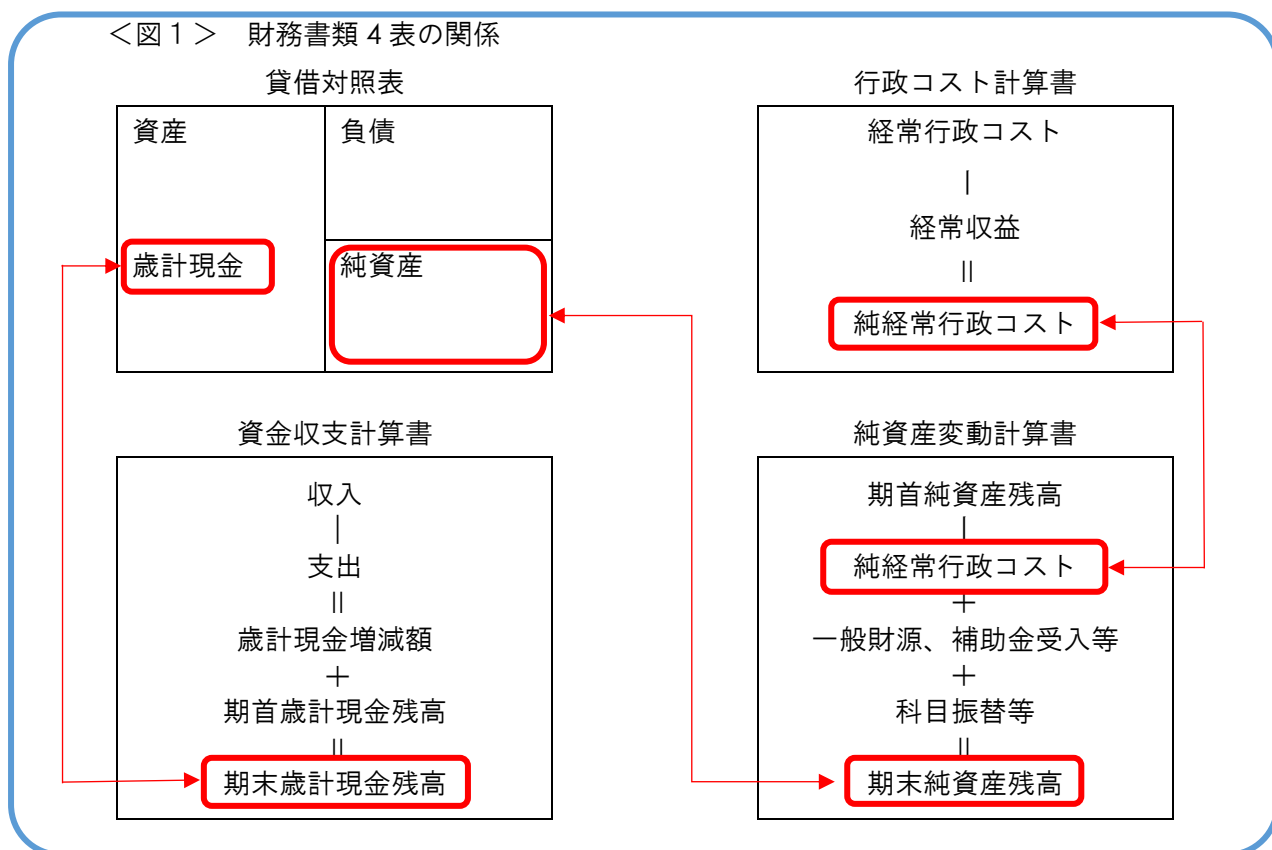 <図1> 財務書類4表の関係
貸借対照表
資産
負債
歳計現金
純資産
行政コスト計算書
経常行政コスト
|
経常収益
||
純経常行政コスト
資金収支計算書
収入
|
支出
||
歳計現金増減額
+
期首歳計現金残高
||
期末歳計現金残高
純資産変動計算書
期首純資産残高
|
純経常行政コスト
+
一般財源、補助金受入等
+
科目振替等
||
期末純資産残高